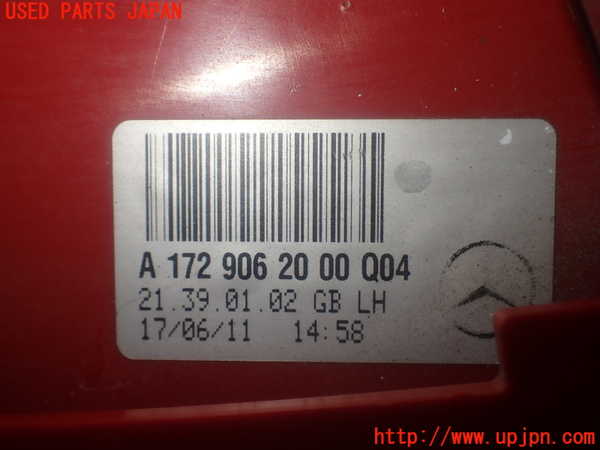 USED PARTS JAPAN
A 172 906 20 00 Q04
21.39.01.02 GB LH
17/06/11 14:58
http://www.upjpn.com/